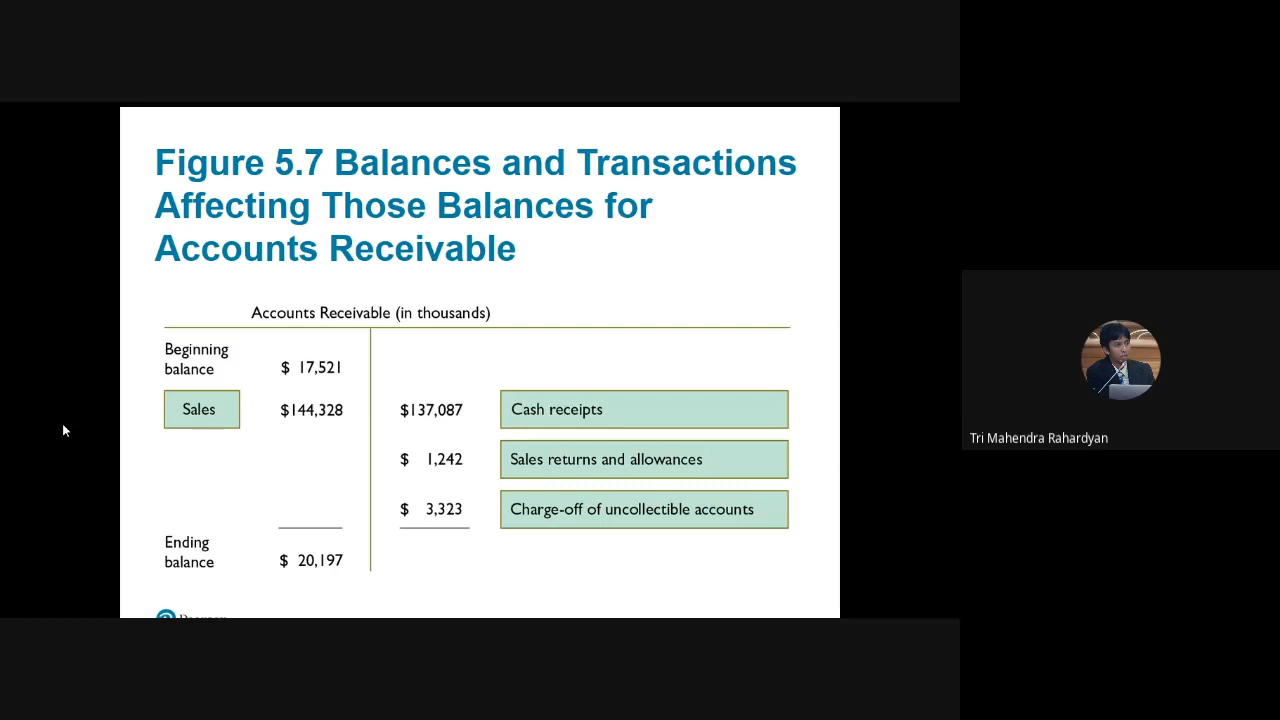 Figure 5.7 Balances and Transactions
Affecting Those Balances for
Accounts Receivable
Accounts Receivable (in thousands)
Beginning
balance
$ 17,521
Sales
$144,328
$137,087
Cash receipts
$ 1,242
Sales returns and allowances
$ 3,323
Charge-off of uncollectible accounts
Ending
balance
$ 20,197
Tri Mahendra Rahardyan